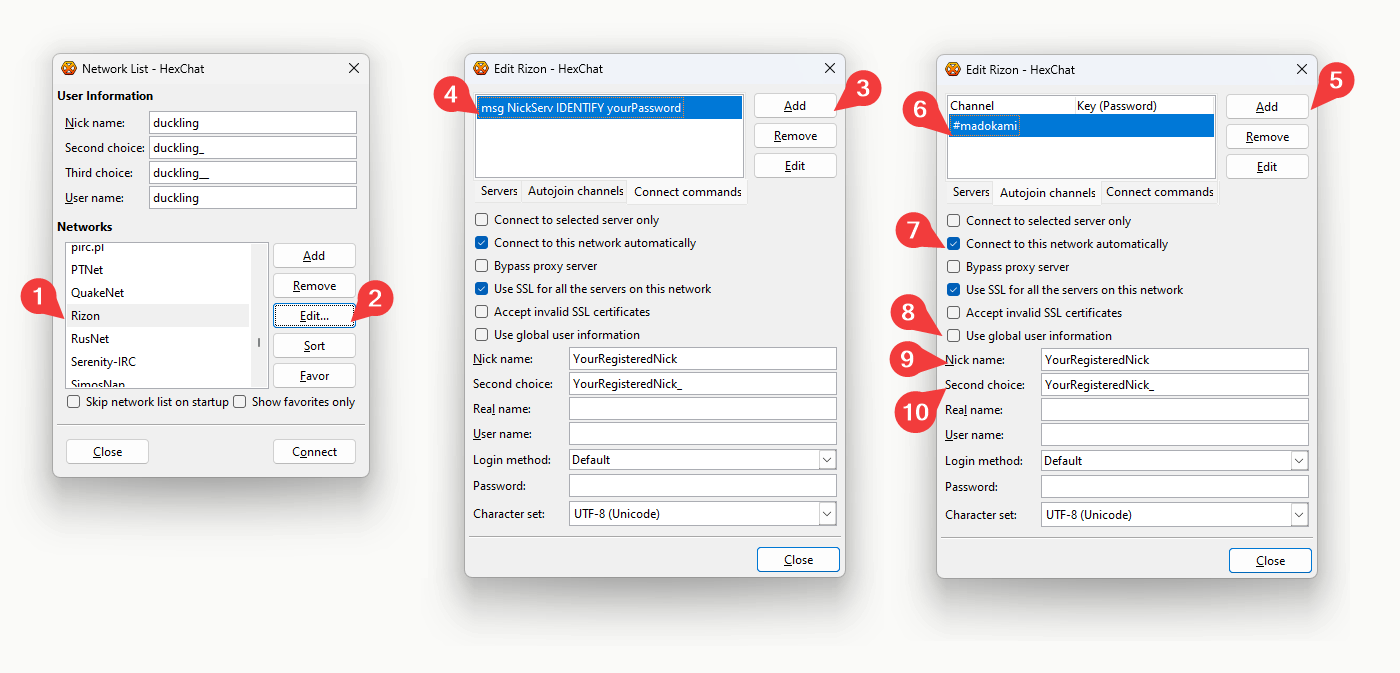 Network List - HexChat
User Information
Nick name: duckling
Second choice: duckling_
Third choice: duckling__
User name: duckling
Networks
pirc.pl
PTNet
QuakeNet
Rizon
RusNet
Serenity-IRC
SimosNap
Add
Remove
Edit...
Sort
Favor
1
2
Skip network list on startup
Show favorites only
Close
Connect
Edit Rizon - HexChat
4
msg NickServ IDENTIFY yourPassword
3
Add
Remove
Edit
Servers Autojoin channels Connect commands
Connect to selected server only
Connect to this network automatically
Bypass proxy server
Use SSL for all the servers on this network
Accept invalid SSL certificates
Use global user information
Nick name: YourRegisteredNick
Second choice: YourRegisteredNick_
Real name:
User name:
Login method: Default
Password:
Character set: UTF-8 (Unicode)
Close
Edit Rizon - HexChat
5
6
Channel Key (Password)
#madokami
Add
Remove
Edit
Servers Autojoin channels Connect commands
Connect to selected server only
7
Connect to this network automatically
Bypass proxy server
Use SSL for all the servers on this network
8
Accept invalid SSL certificates
Use global user information
9
Nick name: YourRegisteredNick
Second choice: YourRegisteredNick_
10
Real name:
User name:
Login method: Default
Password:
Character set: UTF-8 (Unicode)
Close